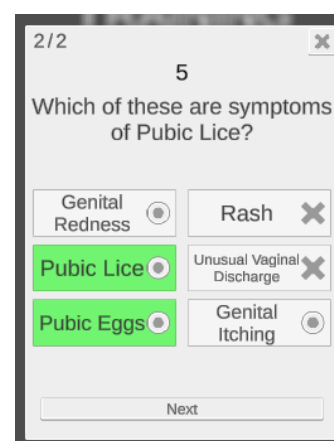 2/2
5
Which of these are symptoms
of Pubic Lice?
Genital
Redness
Rash
Pubic Lice
Unusual Vaginal
Discharge
Pubic Eggs
Genital
Itching
Next